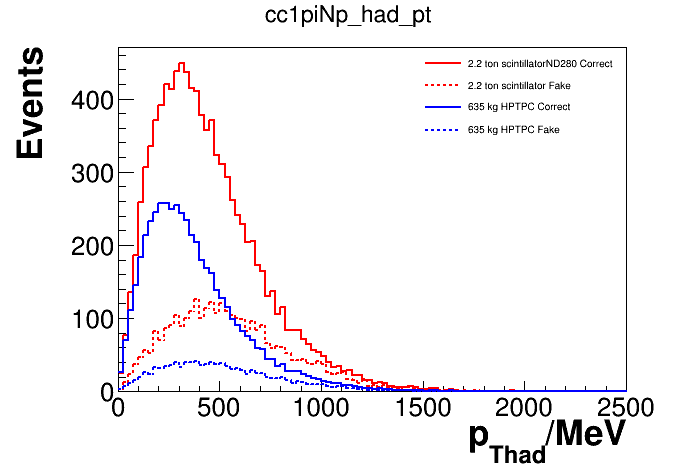 cc1piNp_had_pt
Events
2.2 ton scintillatorND280 Correct
2.2 ton scintillator Fake
635 kg HPTPC Correct
635 kg HPTPC Fake
400
300
200
100
0
0 500 1000 1500 2000 2500
pThad/MeV